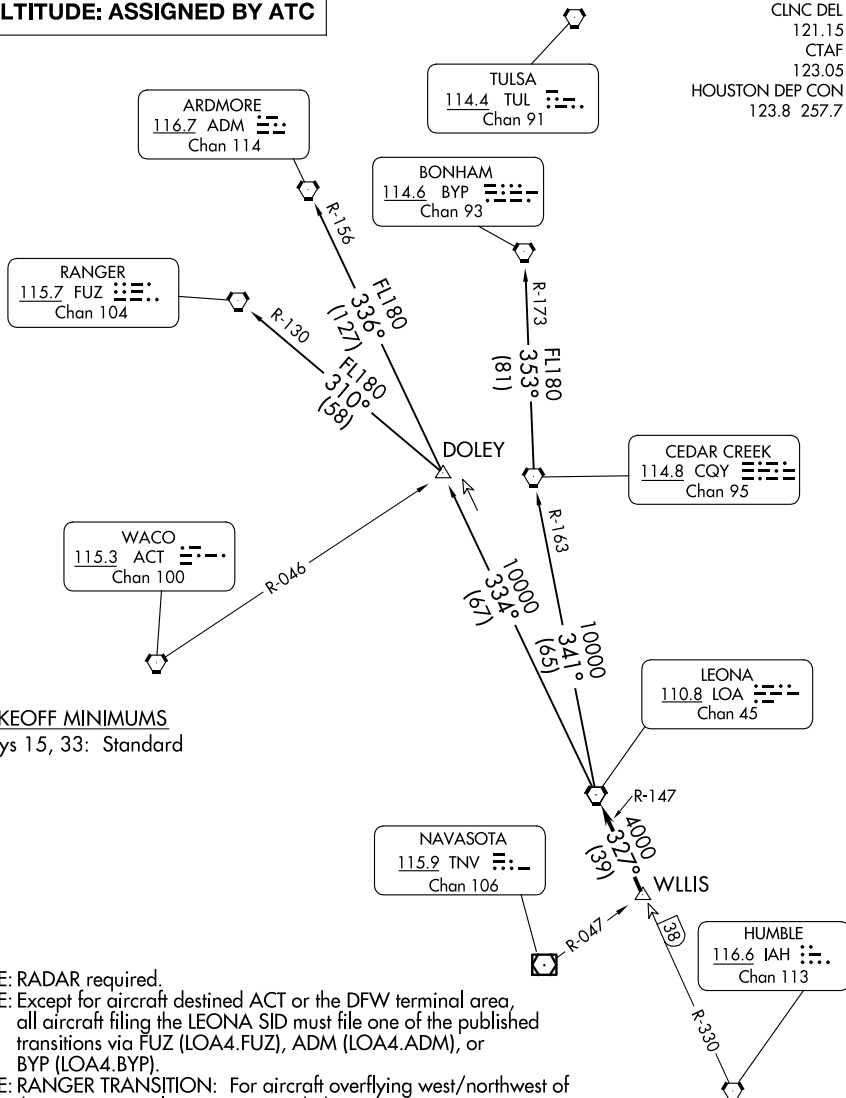 LTITUDE: ASSIGNED BY ATC
CLNC DEL
121.15
CTAF
123.05
HOUSTON DEP CON
123.8 257.7
TULSA
114.4 TUL
Chan 91
ARDMORE
116.7 ADM
Chan 114
BONHAM
114.6 BYP
Chan 93
RANGER
115.7 FUZ
Chan 104
R-156
R-130
R-173
FL180
336°
(127)
FL180
310°
(58)
FL180
353°
(81)
DOLEY
CEDAR CREEK
114.8 CQY
Chan 95
WACO
115.3 ACT
Chan 100
R-046
R-163
10000
334°
(67)
10000
341°
(65)
LEONA
110.8 LOA
Chan 45
KEOFF MINIMUMS
ys 15, 33: Standard
R-147
4000
327°
(39)
NAVASOTA
115.9 TNV
Chan 106
WLLIS
R-047
38
HUMBLE
116.6 IAH
Chan 113
R-330
E: RADAR required.
E: Except for aircraft destined ACT or the DFW terminal area,
all aircraft filing the LEONA SID must file one of the published
transitions via FUZ (LOA4.FUZ), ADM (LOA4.ADM), or
BYP (LOA4.BYP).
E: RANGER TRANSITION: For aircraft overflying west/northwest of